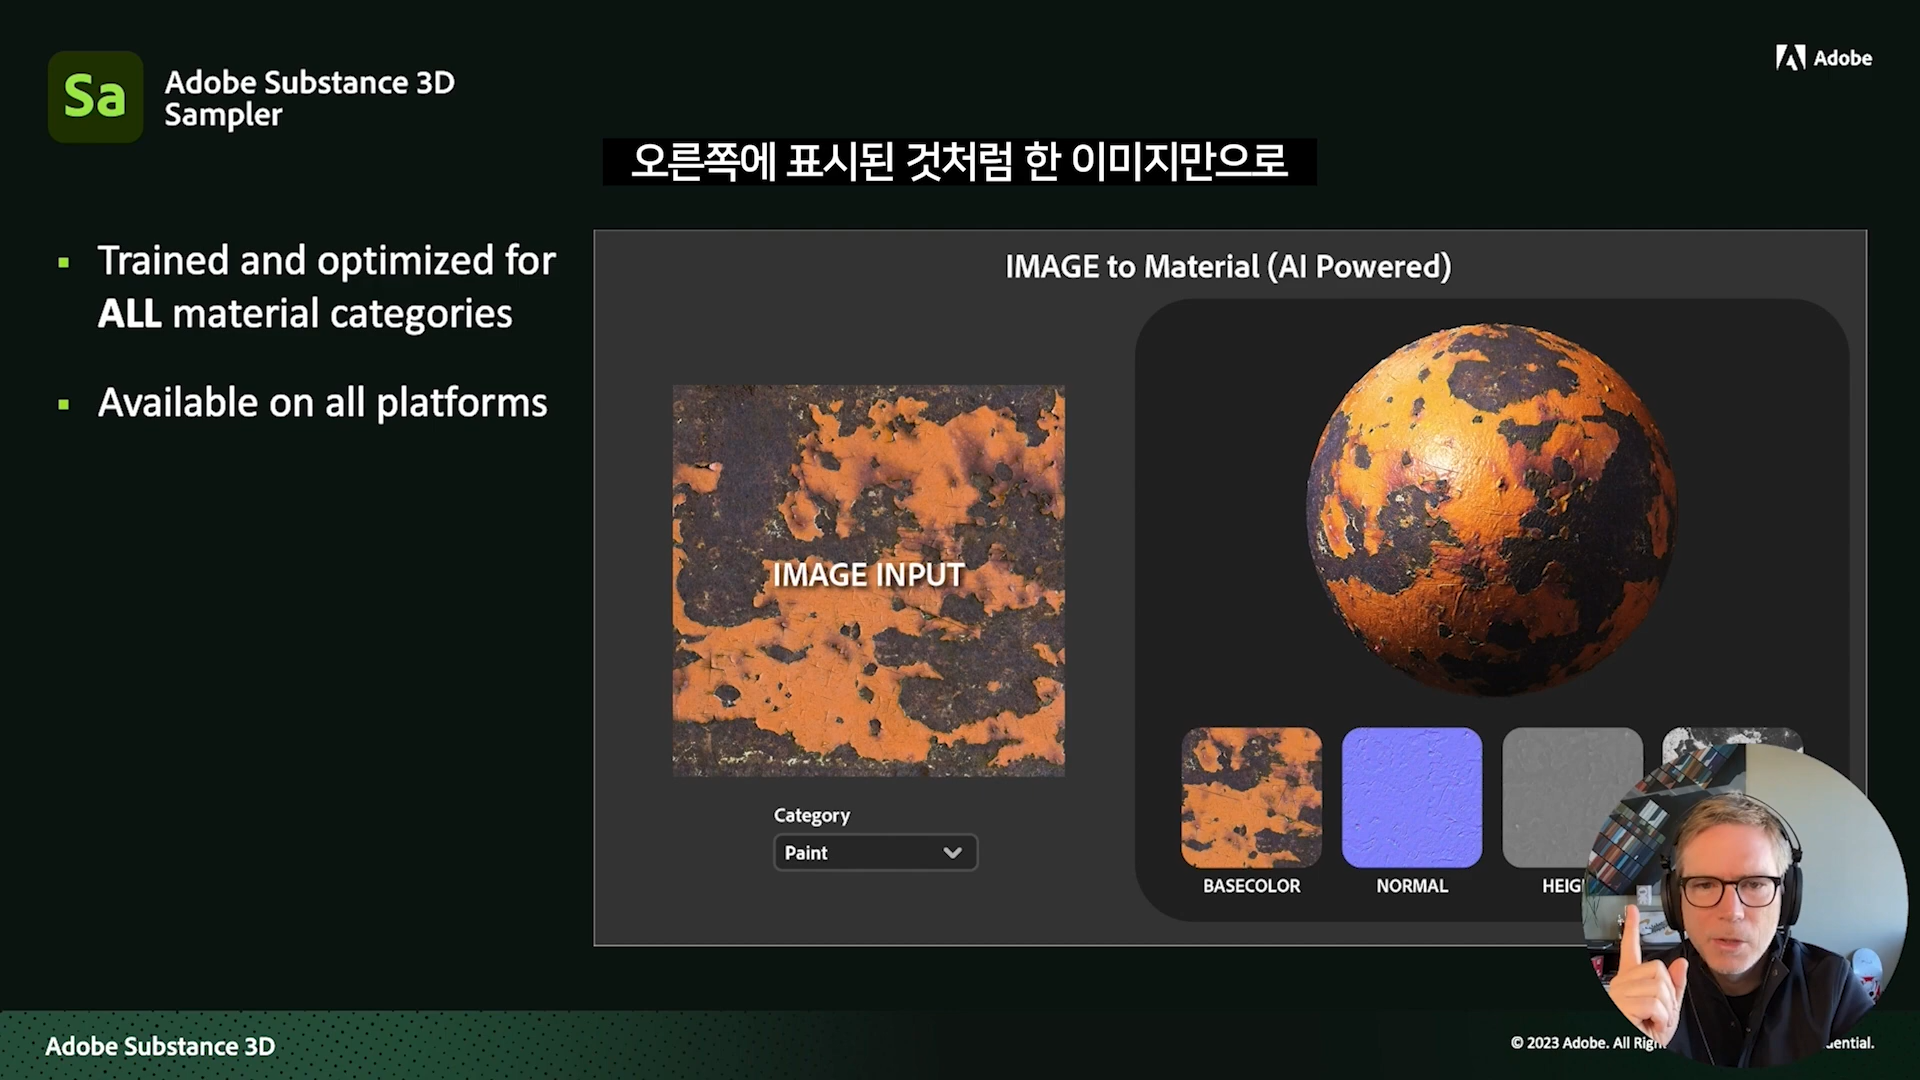 Sa
Adobe Substance 3D
Sampler
Adobe
오른쪽에 표시된 것처럼 한 이미지만으로
▪ Trained and optimized for
ALL material categories
▪ Available on all platforms
IMAGE to Material (AI Powered)
IMAGE INPUT
Category
Paint
BASECOLOR
NORMAL
Adobe Substance 3D
© 2023 Adobe. All